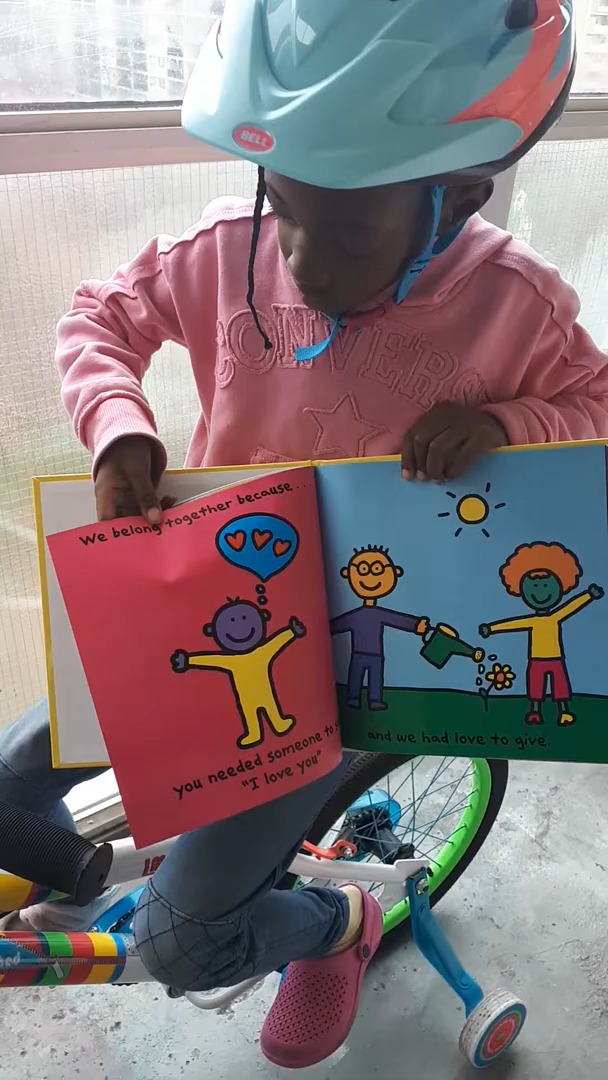 BELL
CONVERS
We belong together because...
you needed someone to
"I love you"
and we had love to give.